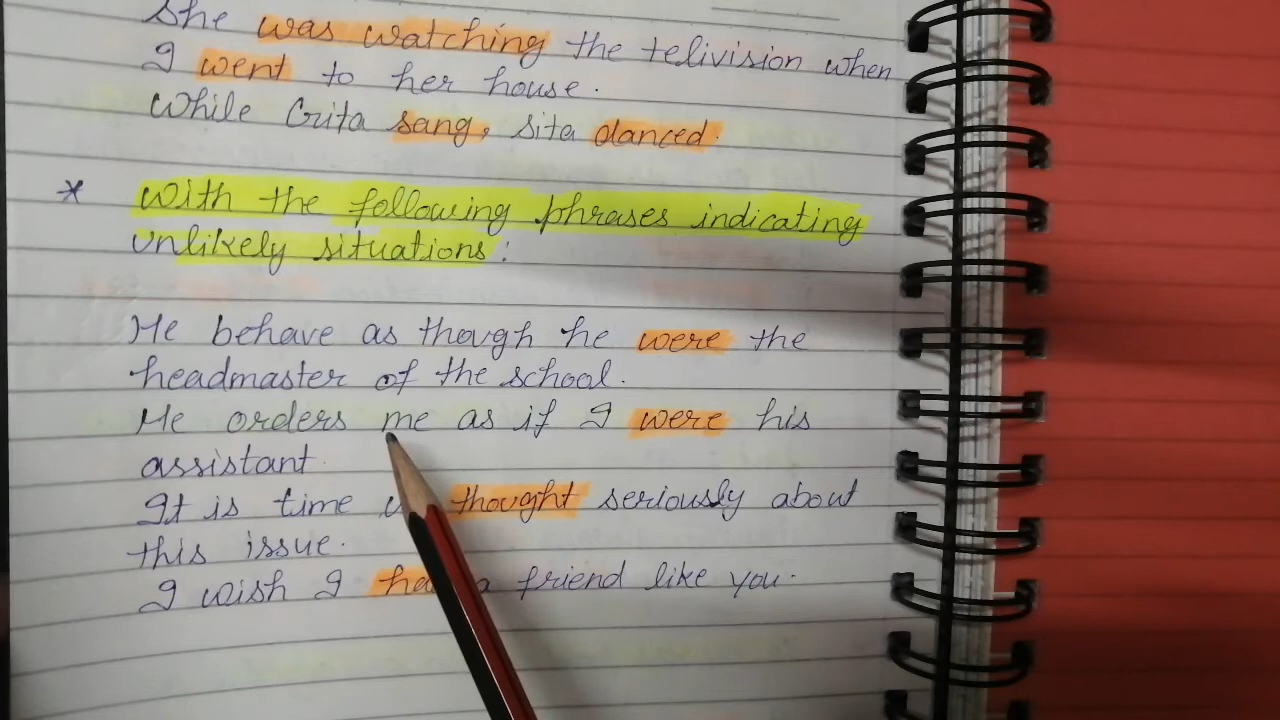 She was watching the telivision when
I went to her house.
While Grita sang, sita danced.
* With the following phrases indicating
unlikely situations:
He behave as though he were the
headmaster of the school.
He orders me as if I were his
assistant.
It is time thought seriously about
this issue.
I wish I friend like you.